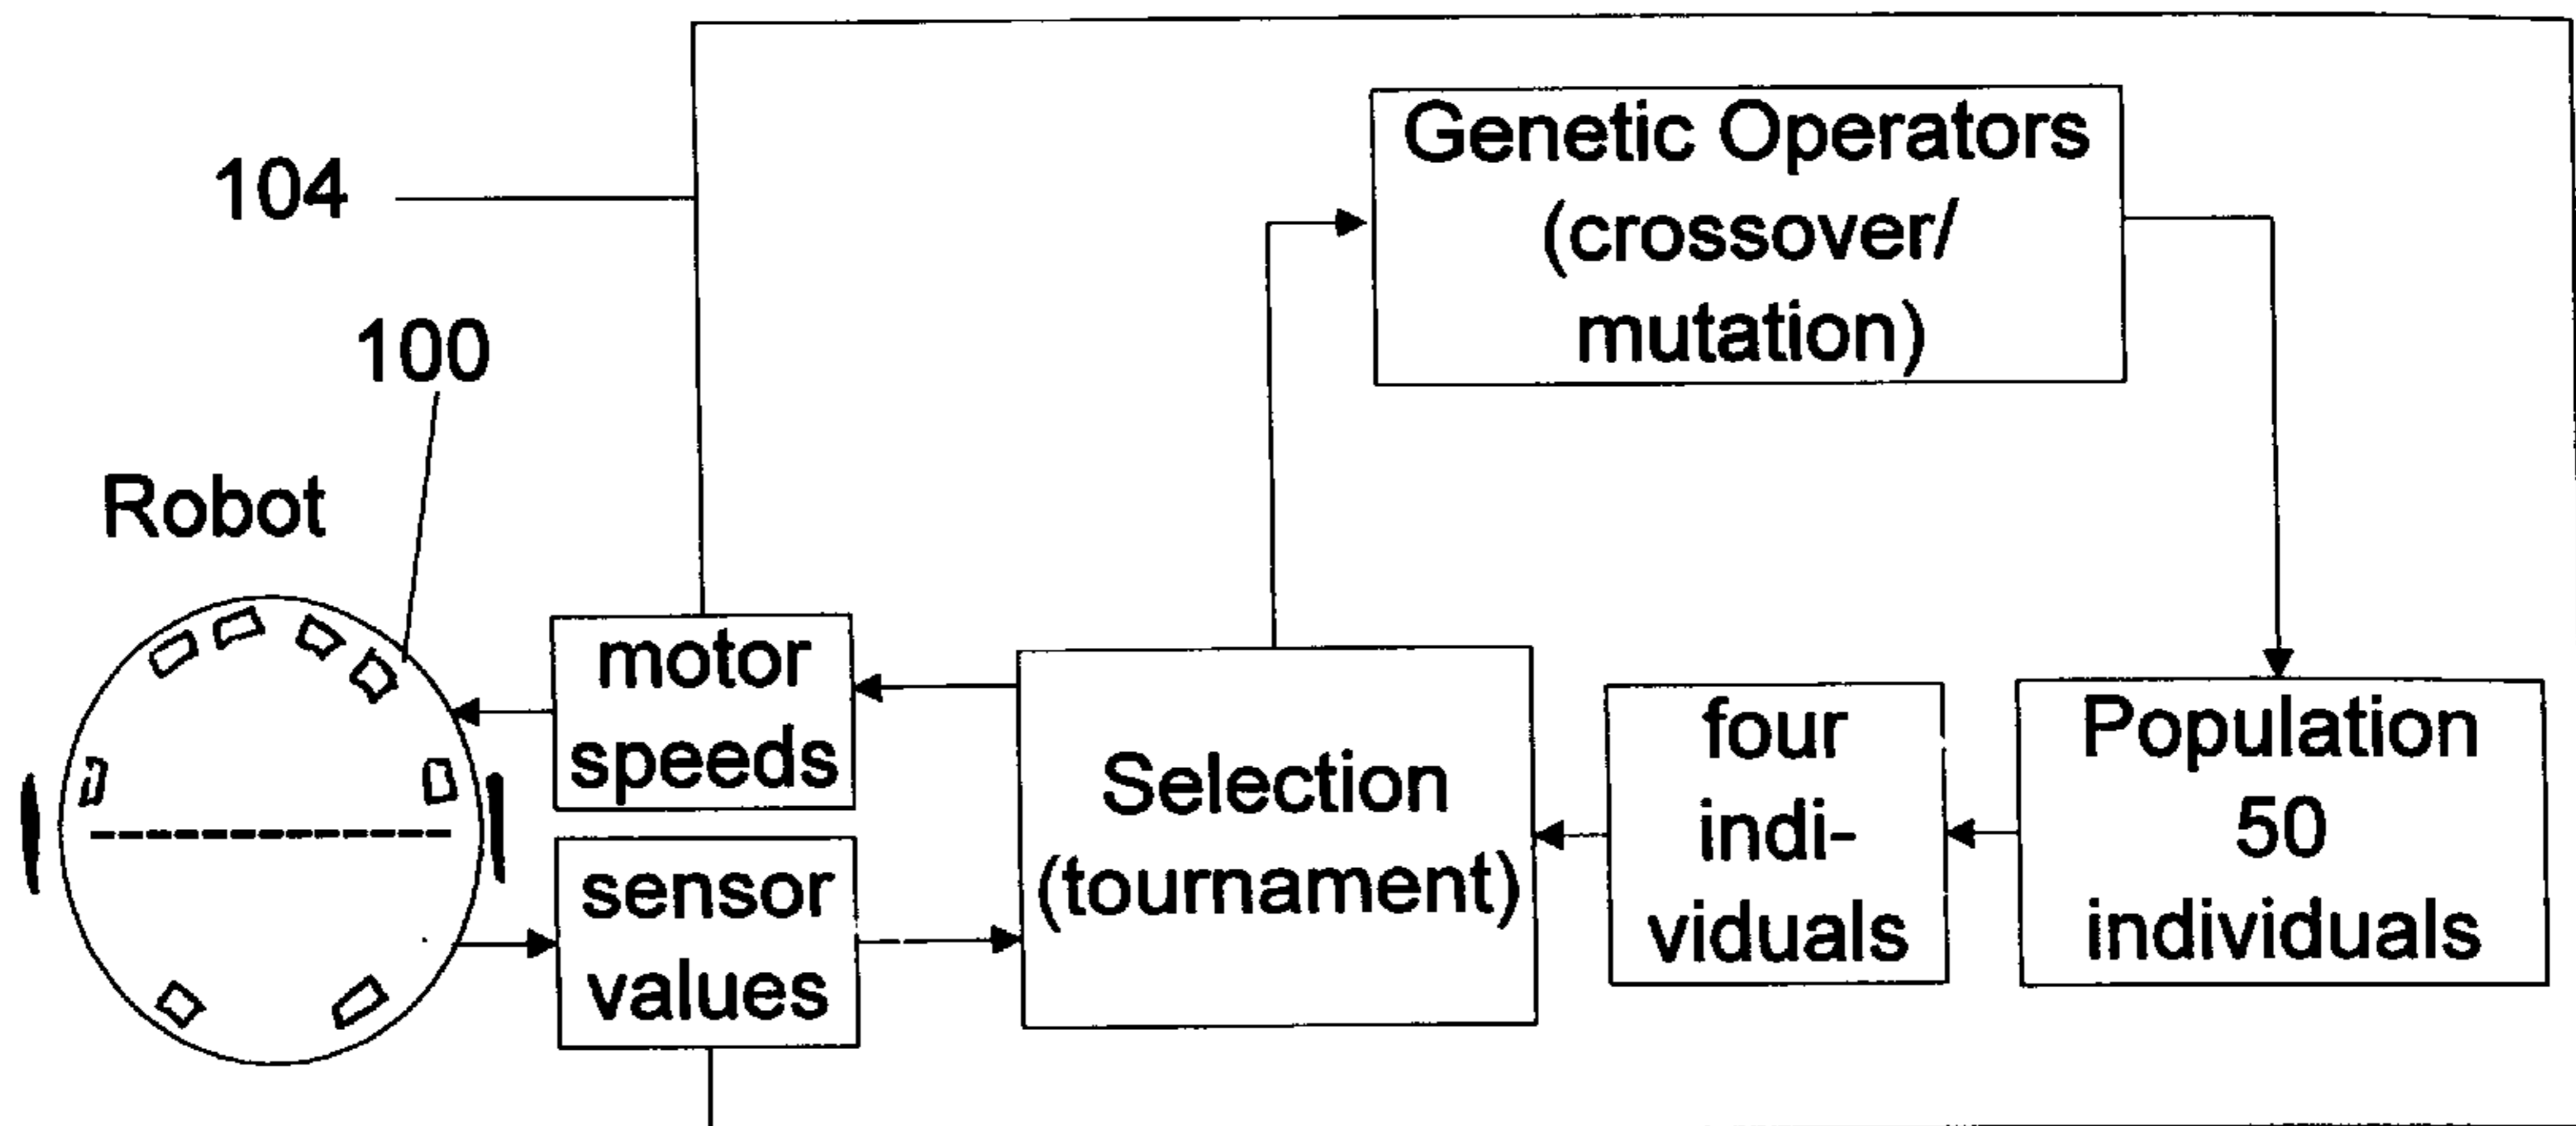 104
100
Robot
Genetic Operators
(crossover/
mutation)
motor
speeds
sensor
values
Selection
(tournament)
four
indi-
viduals
Population
50
individuals